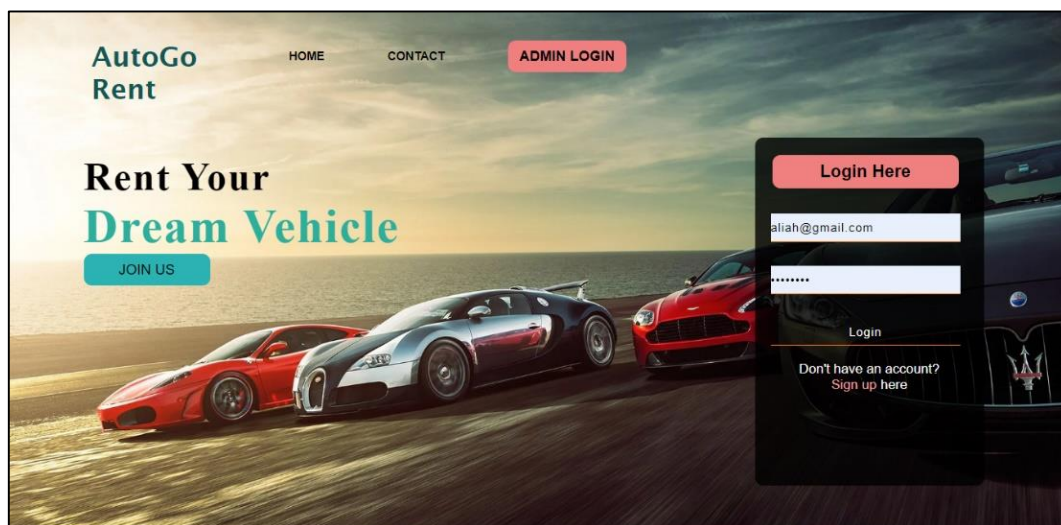 AutoGo
Rent
HOME
CONTACT
ADMIN LOGIN
Rent Your
Dream Vehicle
JOIN US
Login Here
aliah@gmail.com
••••••••
Login
Don't have an account?
Sign up here